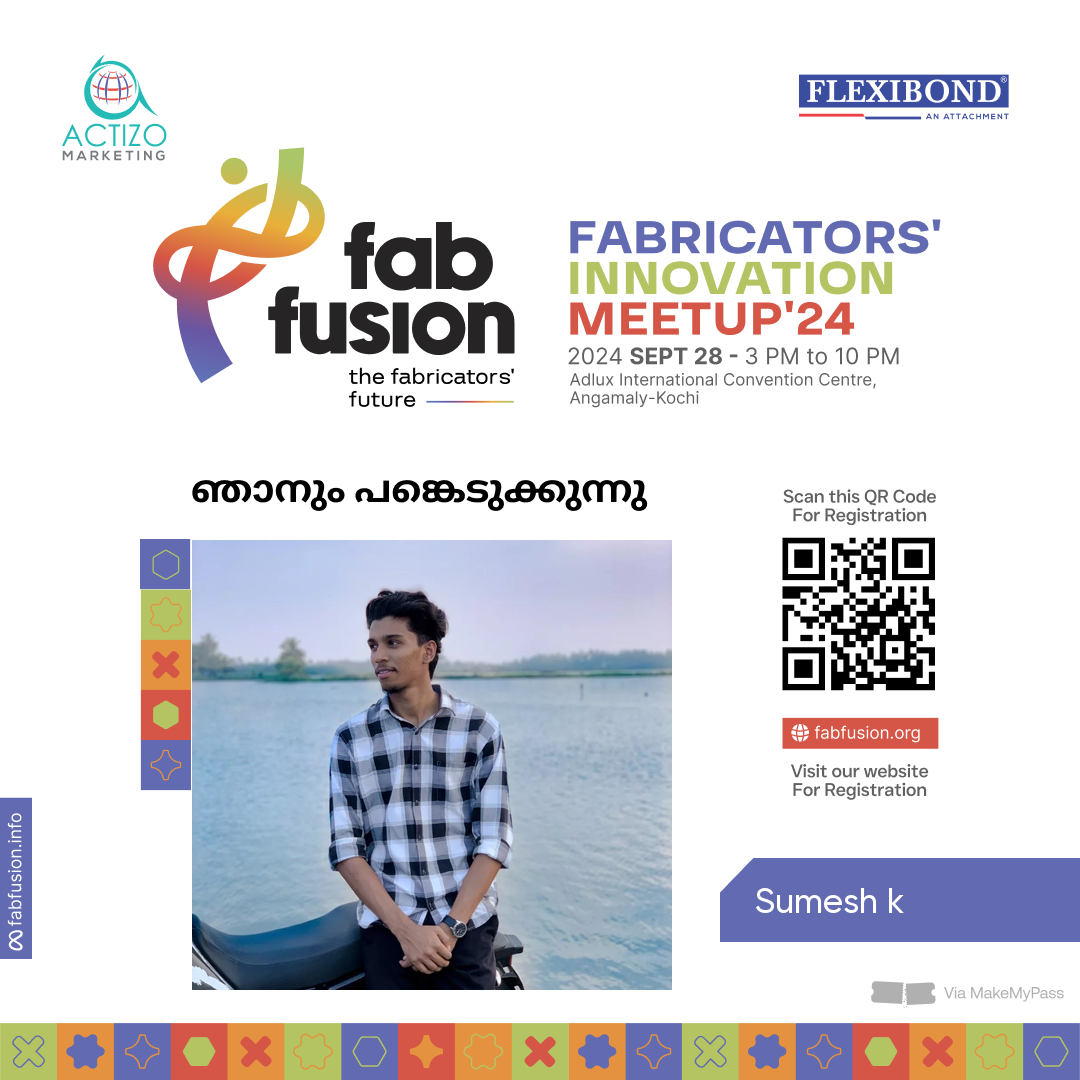 ACTIZO
MARKETING
FLEXIBOND®
AN ATTACHMENT
fab
fusion
the fabricators'
future
FABRICATORS'
INNOVATION
MEETUP'24
2024 SEPT 28 - 3 PM to 10 PM
Adlux International Convention Centre,
Angamaly-Kochi
ഞാനും പങ്കെടുക്കുന്നു
Scan this QR Code
For Registration
fabfusion.org
Visit our website
For Registration
fabfusion.info
Sumesh k
Via MakeMyPass